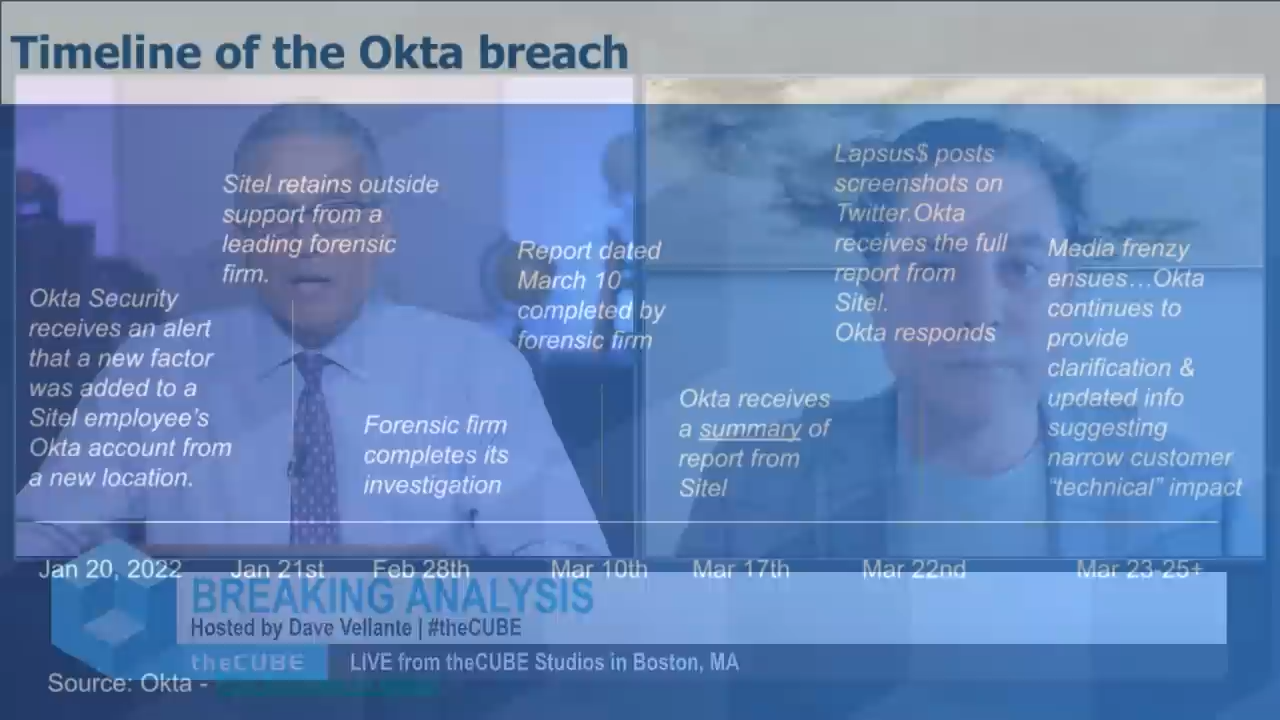 Timeline of the Okta breach
Okta Security
receives an alert
that a new factor
was added to a
Sitel employee's
Okta account from
a new location.
Sitel retains outside
support from a
leading forensic
firm.
Forensic firm
completes its
investigation
Report dated
March 10
completed by
forensic firm
Okta receives
a summary of
report from
Sitel
Lapsus$ posts
screenshots on
Twitter.Okta
receives the full
report from
Sitel.
Okta responds
Media frenzy
ensues…Okta
continues to
provide
clarification &
updated info
suggesting
narrow customer
“technical” impact
Jan 20, 2022 Jan 21st Feb 28th Mar 10th Mar 17th Mar 22nd Mar 23-25+
BREAKING ANALYSIS
Hosted by Dave Vellante | #theCUBE
theCUBE LIVE from theCUBE Studios in Boston, MA
Source: Okta -